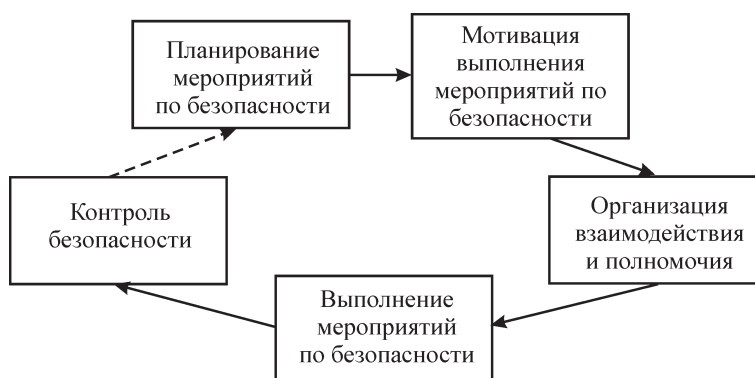 Планирование
мероприятий
по безопасности
Мотивация
выполнения
мероприятий по
безопасности
Организация
взаимодействия
и полномочия
Выполнение
мероприятий
по безопасности
Контроль
безопасности